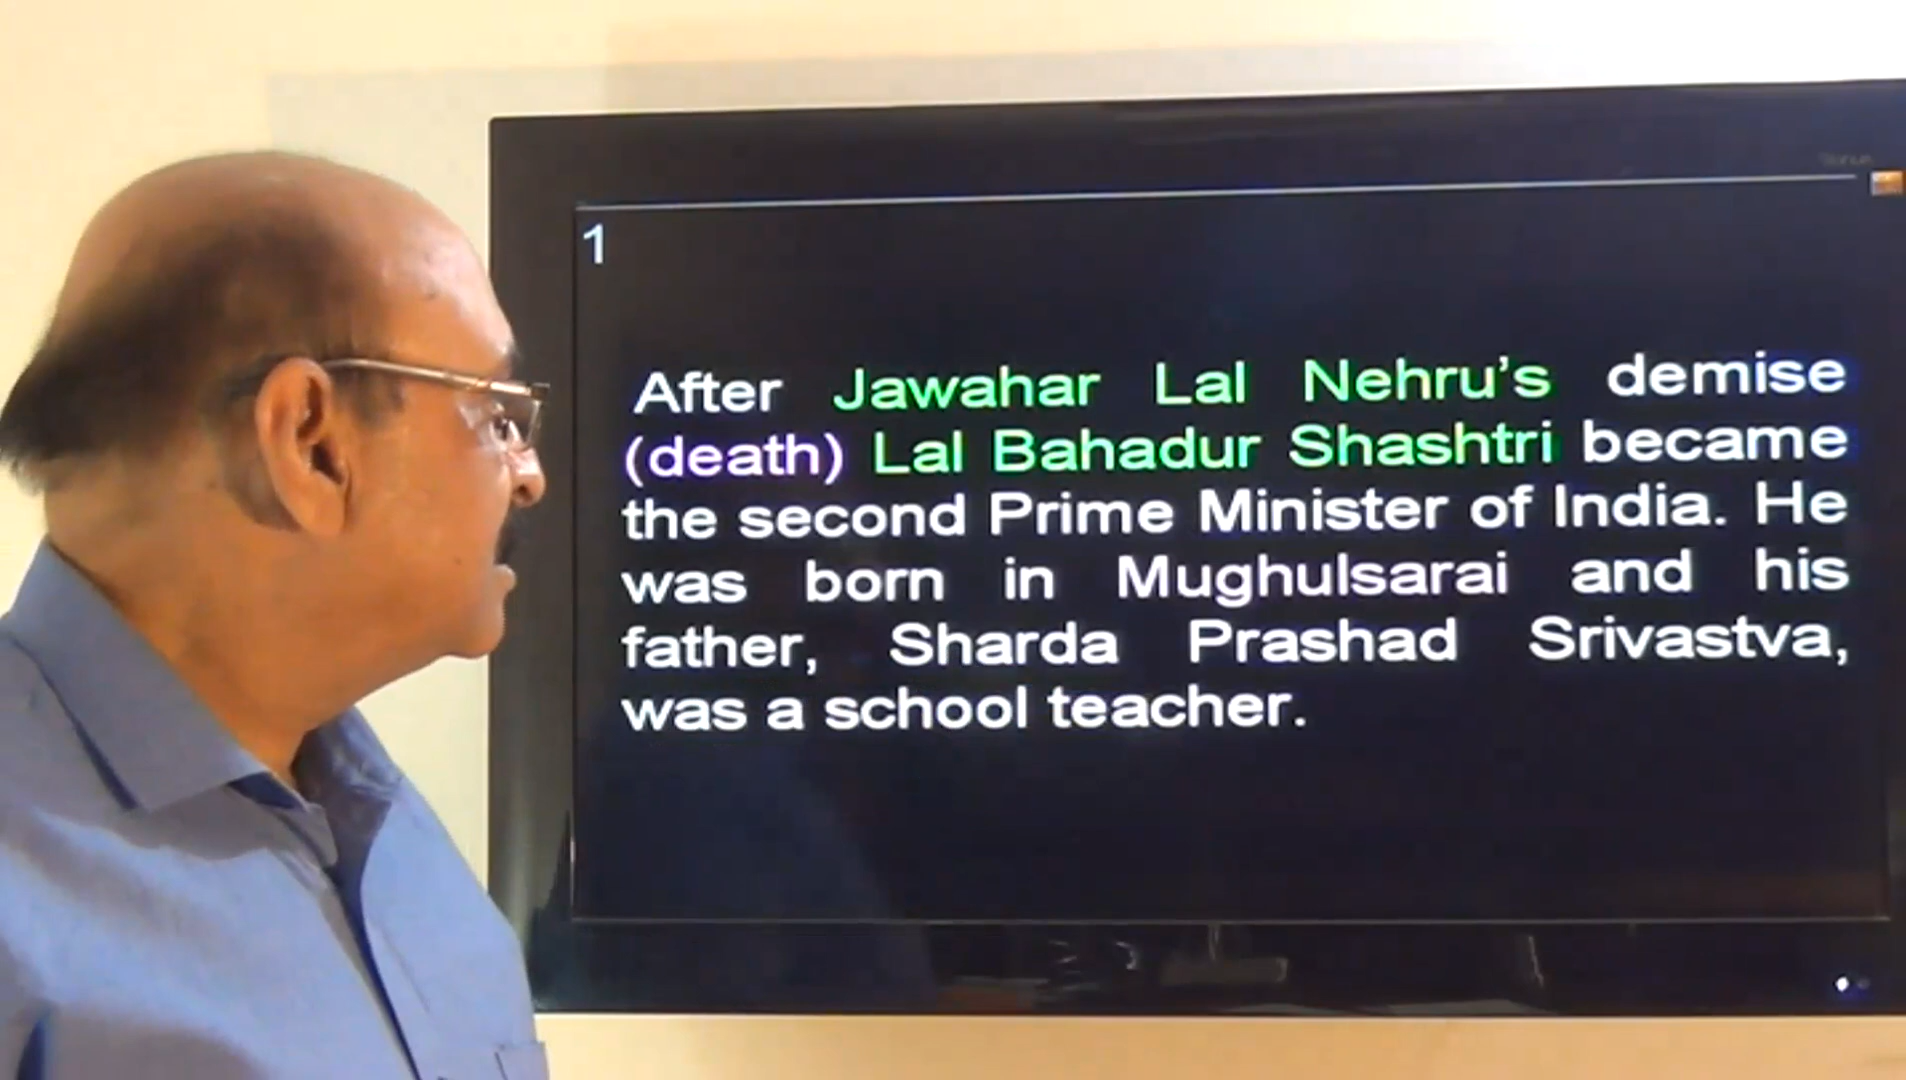 1
After Jawahar Lal Nehru's demise
(death) Lal Bahadur Shashtri became
the second Prime Minister of India. He
was born in Mughulsarai and his
father, Sharda Prashad Srivastva,
was a school teacher.